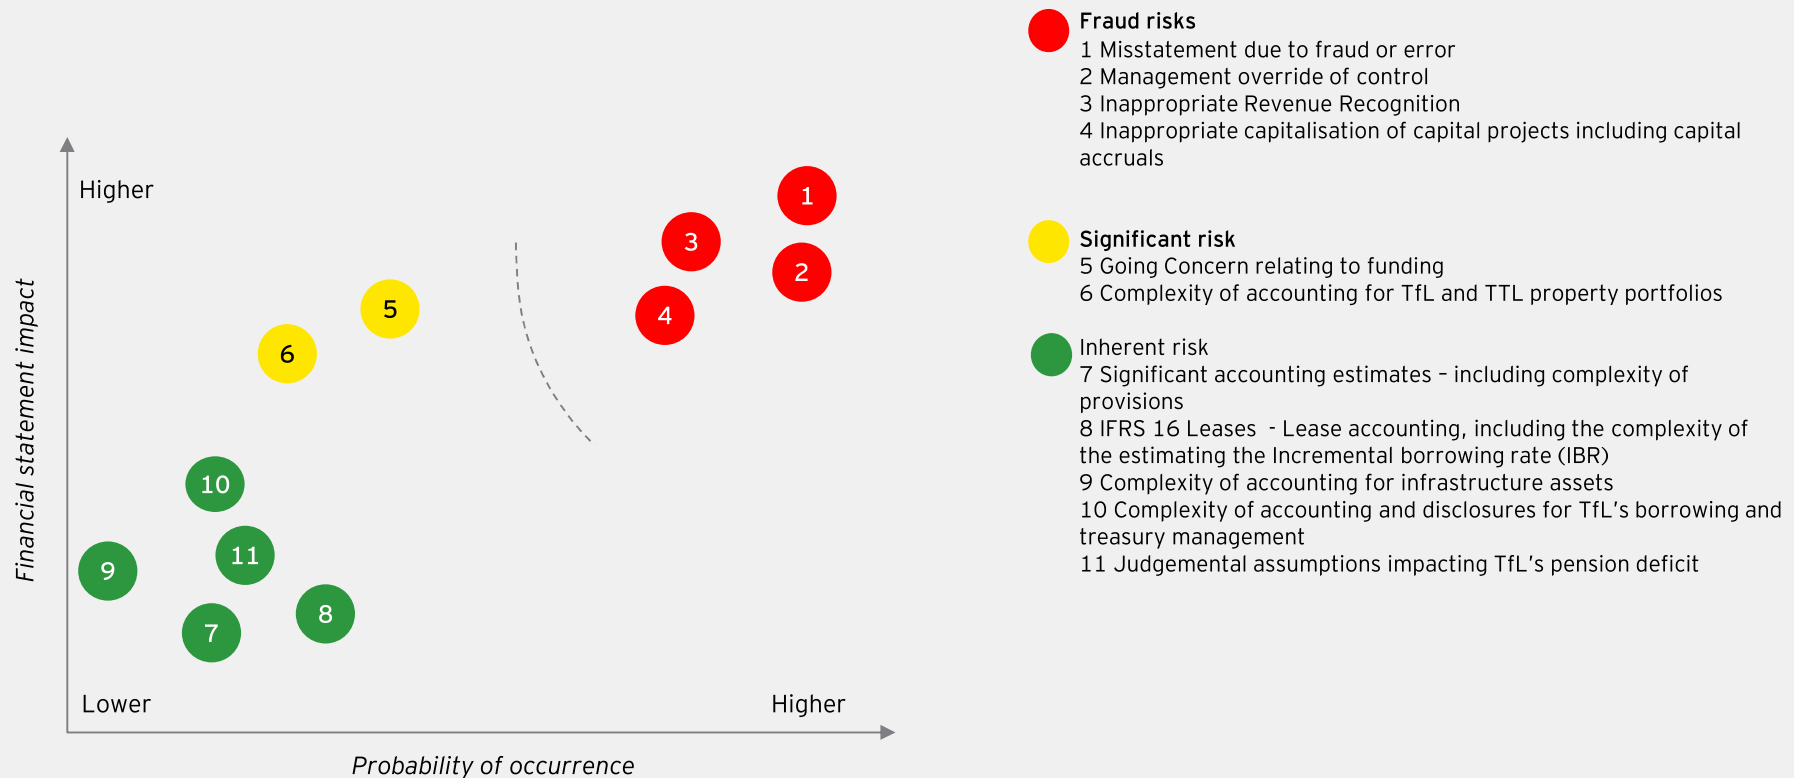 Fraud risks
1 Misstatement due to fraud or error
2 Management override of control
3 Inappropriate Revenue Recognition
4 Inappropriate capitalisation of capital projects including capital
accruals
Significant risk
5 Going Concern relating to funding
6 Complexity of accounting for TfL and TTL property portfolios
Inherent risk
7 Significant accounting estimates – including complexity of
provisions
8 IFRS 16 Leases  - Lease accounting, including the complexity of
the estimating the Incremental borrowing rate (IBR)
9 Complexity of accounting for infrastructure assets
10 Complexity of accounting and disclosures for TfL’s borrowing and
treasury management
11 Judgemental assumptions impacting TfL’s pension deficit
Financial statement impact
Higher
1
3
2
5
4
6
10
11
9
8
7
Lower
Higher
Probability of occurrence